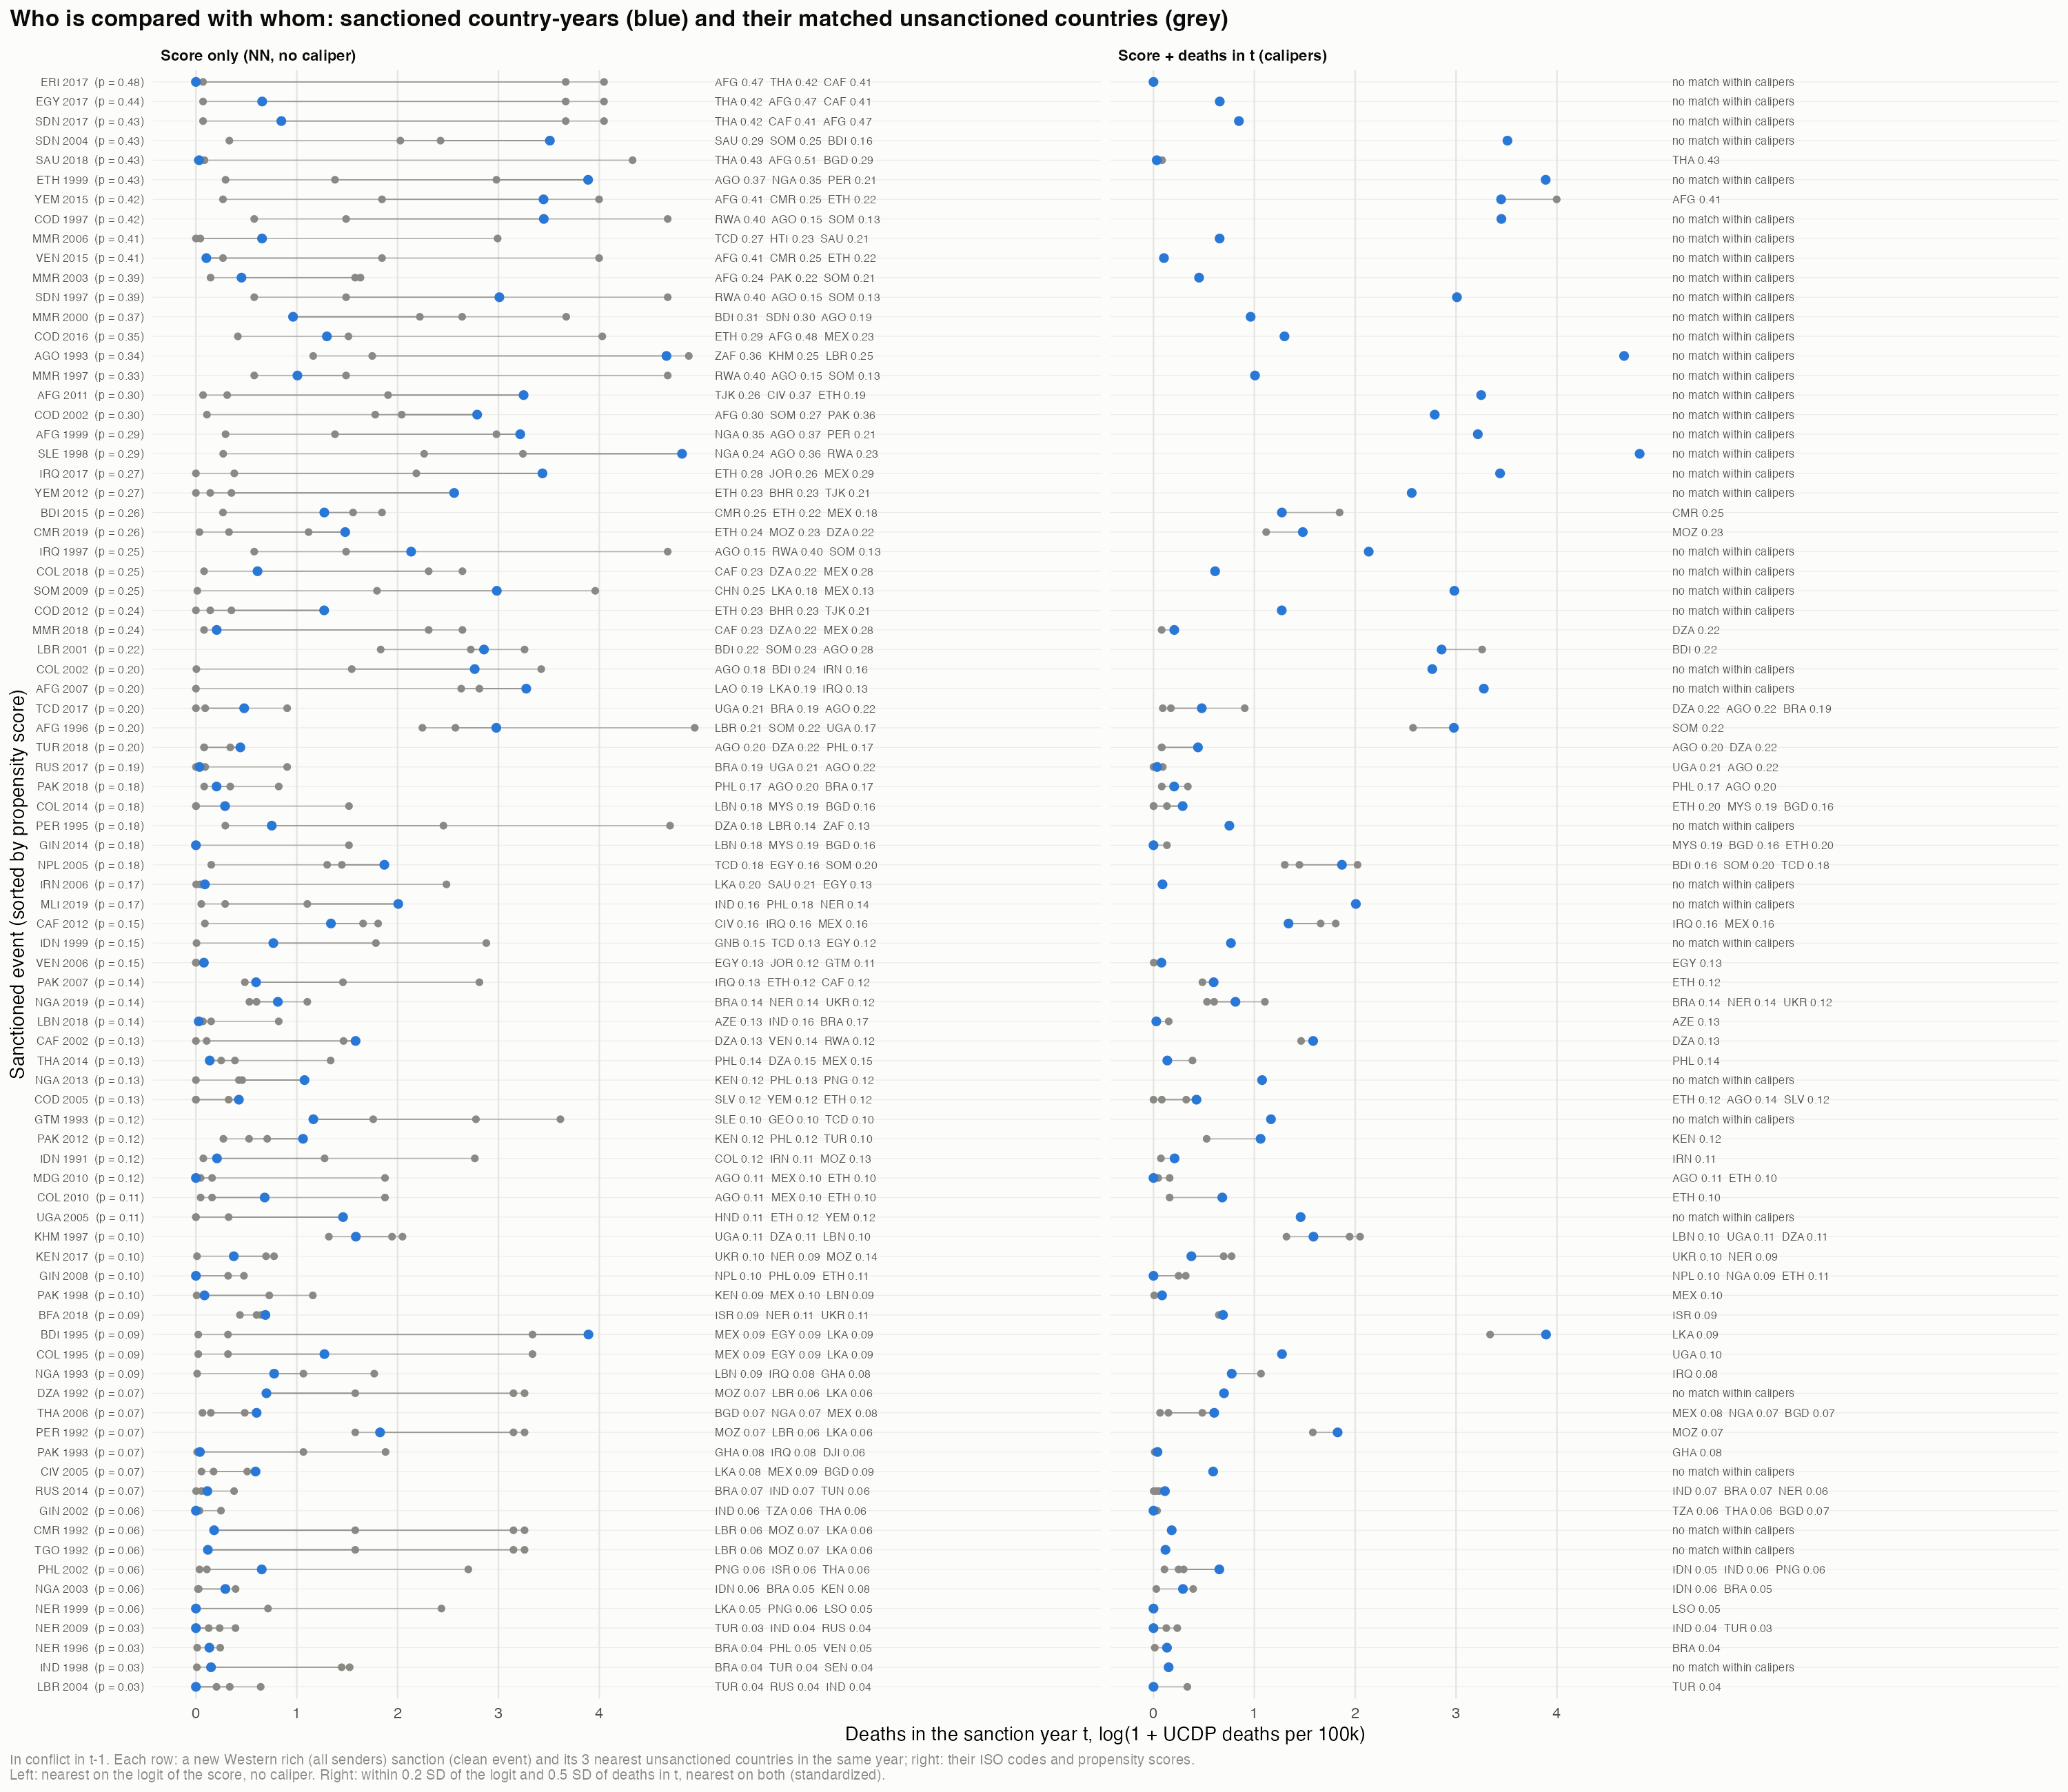 Who is compared with whom: sanctioned country-years (blue) and their matched unsanctioned countries (grey)
Score only (NN, no caliper) Score + deaths in t (calipers)
ERI 2017 (p = 0.48) AFG 0.47 THA 0.42 CAF 0.41 no match within calipers
EGY 2017 (p = 0.44) THA 0.42 AFG 0.47 CAF 0.41 no match within calipers
SDN 2017 (p = 0.43) THA 0.42 CAF 0.41 AFG 0.47 no match within calipers
SDN 2004 (p = 0.43) SAU 0.29 SOM 0.25 BDI 0.16 no match within calipers
SAU 2018 (p = 0.43) THA 0.43 AFG 0.51 BGD 0.29 THA 0.43
ETH 1999 (p = 0.43) AGO 0.37 NGA 0.35 PER 0.21 no match within calipers
YEM 2015 (p = 0.42) AFG 0.41 CMR 0.25 ETH 0.22 AFG 0.41
COD 1997 (p = 0.42) RWA 0.40 AGO 0.15 SOM 0.13 no match within calipers
MMR 2006 (p = 0.41) TCD 0.27 HTI 0.23 SAU 0.21 no match within calipers
VEN 2015 (p = 0.41) AFG 0.41 CMR 0.25 ETH 0.22 no match within calipers
MMR 2003 (p = 0.39) AFG 0.24 PAK 0.22 SOM 0.21 no match within calipers
SDN 1997 (p = 0.39) RWA 0.40 AGO 0.15 SOM 0.13 no match within calipers
MMR 2000 (p = 0.37) BDI 0.31 SDN 0.30 AGO 0.19 no match within calipers
COD 2016 (p = 0.35) ETH 0.29 AFG 0.48 MEX 0.23 no match within calipers
AGO 1993 (p = 0.34) ZAF 0.36 KHM 0.25 LBR 0.25 no match within calipers
MMR 1997 (p = 0.33) RWA 0.40 AGO 0.15 SOM 0.13 no match within calipers
AFG 2011 (p = 0.30) TJK 0.26 CIV 0.37 ETH 0.19 no match within calipers
COD 2002 (p = 0.30) AFG 0.30 SOM 0.27 PAK 0.36 no match within calipers
AFG 1999 (p = 0.29) NGA 0.35 AGO 0.37 PER 0.21 no match within calipers
SLE 1998 (p = 0.29) NGA 0.24 AGO 0.36 RWA 0.23 no match within calipers
IRQ 2017 (p = 0.27) ETH 0.28 JOR 0.26 MEX 0.29 no match within calipers
YEM 2012 (p = 0.27) ETH 0.23 BHR 0.23 TJK 0.21 no match within calipers
BDI 2015 (p = 0.26) CMR 0.25 ETH 0.22 MEX 0.18 CMR 0.25
CMR 2019 (p = 0.26) ETH 0.24 MOZ 0.23 DZA 0.22 MOZ 0.23
IRQ 1997 (p = 0.25) AGO 0.15 RWA 0.40 SOM 0.13 no match within calipers
COL 2018 (p = 0.25) CAF 0.23 DZA 0.22 MEX 0.28 no match within calipers
SOM 2009 (p = 0.25) CHN 0.25 LKA 0.18 MEX 0.13 no match within calipers
COD 2012 (p = 0.24) ETH 0.23 BHR 0.23 TJK 0.21 no match within calipers
MMR 2018 (p = 0.24) CAF 0.23 DZA 0.22 MEX 0.28 DZA 0.22
LBR 2001 (p = 0.22) BDI 0.22 SOM 0.23 AGO 0.28 BDI 0.22
COL 2002 (p = 0.20) AGO 0.18 BDI 0.24 IRN 0.16 no match within calipers
AFG 2007 (p = 0.20) LAO 0.19 LKA 0.19 IRQ 0.13 no match within calipers
TCD 2017 (p = 0.20) UGA 0.21 BRA 0.19 AGO 0.22 DZA 0.22 AGO 0.22 BRA 0.19
AFG 1996 (p = 0.20) LBR 0.21 SOM 0.22 UGA 0.17 SOM 0.22
TUR 2018 (p = 0.20) AGO 0.20 DZA 0.22 PHL 0.17 AGO 0.20 DZA 0.22
RUS 2017 (p = 0.19) BRA 0.19 UGA 0.21 AGO 0.22 UGA 0.21 AGO 0.22
PAK 2018 (p = 0.18) PHL 0.17 AGO 0.20 BRA 0.17 PHL 0.17 AGO 0.20
COL 2014 (p = 0.18) LBN 0.18 MYS 0.19 BGD 0.16 ETH 0.20 MYS 0.19 BGD 0.16
PER 1995 (p = 0.18) DZA 0.18 LBR 0.14 ZAF 0.13 no match within calipers
GIN 2014 (p = 0.18) LBN 0.18 MYS 0.19 BGD 0.16 MYS 0.19 BGD 0.16 ETH 0.20
NPL 2005 (p = 0.18) TCD 0.18 EGY 0.16 SOM 0.20 BDI 0.16 SOM 0.20 TCD 0.18
IRN 2006 (p = 0.17) LKA 0.20 SAU 0.21 EGY 0.13 no match within calipers
MLI 2019 (p = 0.17) IND 0.16 PHL 0.18 NER 0.14 no match within calipers
CAF 2012 (p = 0.15) CIV 0.16 IRQ 0.16 MEX 0.16 IRQ 0.16 MEX 0.16
IDN 1999 (p = 0.15) GNB 0.15 TCD 0.13 EGY 0.12 no match within calipers
VEN 2006 (p = 0.15) EGY 0.13 JOR 0.12 GTM 0.11 EGY 0.13
PAK 2007 (p = 0.14) IRQ 0.13 ETH 0.12 CAF 0.12 ETH 0.12
NGA 2019 (p = 0.14) BRA 0.14 NER 0.14 UKR 0.12 BRA 0.14 NER 0.14 UKR 0.12
LBN 2018 (p = 0.14) AZE 0.13 IND 0.16 BRA 0.17 AZE 0.13
CAF 2002 (p = 0.13) DZA 0.13 VEN 0.14 RWA 0.12 DZA 0.13
THA 2014 (p = 0.13) PHL 0.14 DZA 0.15 MEX 0.15 PHL 0.14
NGA 2013 (p = 0.13) KEN 0.12 PHL 0.13 PNG 0.12 no match within calipers
COD 2005 (p = 0.13) SLV 0.12 YEM 0.12 ETH 0.12 ETH 0.12 AGO 0.14 SLV 0.12
GTM 1993 (p = 0.12) SLE 0.10 GEO 0.10 TCD 0.10 no match within calipers
PAK 2012 (p = 0.12) KEN 0.12 PHL 0.12 TUR 0.10 KEN 0.12
IDN 1991 (p = 0.12) COL 0.12 IRN 0.11 MOZ 0.13 IRN 0.11
MDG 2010 (p = 0.12) AGO 0.11 MEX 0.10 ETH 0.10 AGO 0.11 ETH 0.10
COL 2010 (p = 0.11) AGO 0.11 MEX 0.10 ETH 0.10 ETH 0.10
UGA 2005 (p = 0.11) HND 0.11 ETH 0.12 YEM 0.12 no match within calipers
KHM 1997 (p = 0.10) UGA 0.11 DZA 0.11 LBN 0.10 LBN 0.10 UGA 0.11 DZA 0.11
KEN 2017 (p = 0.10) UKR 0.10 NER 0.09 MOZ 0.14 UKR 0.10 NER 0.09
GIN 2008 (p = 0.10) NPL 0.10 PHL 0.09 ETH 0.11 NPL 0.10 NGA 0.09 ETH 0.11
PAK 1998 (p = 0.10) KEN 0.09 MEX 0.10 LBN 0.09 MEX 0.10
BFA 2018 (p = 0.09) ISR 0.09 NER 0.11 UKR 0.11 ISR 0.09
BDI 1995 (p = 0.09) MEX 0.09 EGY 0.09 LKA 0.09 LKA 0.09
COL 1995 (p = 0.09) MEX 0.09 EGY 0.09 LKA 0.09 UGA 0.10
NGA 1993 (p = 0.09) LBN 0.09 IRQ 0.08 GHA 0.08 IRQ 0.08
DZA 1992 (p = 0.07) MOZ 0.07 LBR 0.06 LKA 0.06 no match within calipers
THA 2006 (p = 0.07) BGD 0.07 NGA 0.07 MEX 0.08 MEX 0.08 NGA 0.07 BGD 0.07
PER 1992 (p = 0.07) MOZ 0.07 LBR 0.06 LKA 0.06 MOZ 0.07
PAK 1993 (p = 0.07) GHA 0.08 IRQ 0.08 DJI 0.06 GHA 0.08
CIV 2005 (p = 0.07) LKA 0.08 MEX 0.09 BGD 0.09 no match within calipers
RUS 2014 (p = 0.07) BRA 0.07 IND 0.07 TUN 0.06 IND 0.07 BRA 0.07 NER 0.06
GIN 2002 (p = 0.06) IND 0.06 TZA 0.06 THA 0.06 TZA 0.06 THA 0.06 BGD 0.07
CMR 1992 (p = 0.06) LBR 0.06 MOZ 0.07 LKA 0.06 no match within calipers
TGO 1992 (p = 0.06) LBR 0.06 MOZ 0.07 LKA 0.06 no match within calipers
PHL 2002 (p = 0.06) PNG 0.06 ISR 0.06 THA 0.06 IDN 0.05 IND 0.06 PNG 0.06
NGA 2003 (p = 0.06) IDN 0.06 BRA 0.05 KEN 0.08 IDN 0.06 BRA 0.05
NER 1999 (p = 0.06) LKA 0.05 PNG 0.06 LSO 0.05 LSO 0.05
NER 2009 (p = 0.03) TUR 0.03 IND 0.04 RUS 0.04 IND 0.04 TUR 0.03
NER 1996 (p = 0.03) BRA 0.04 PHL 0.05 VEN 0.05 BRA 0.04
IND 1998 (p = 0.03) BRA 0.04 TUR 0.04 SEN 0.04 no match within calipers
LBR 2004 (p = 0.03) TUR 0.04 RUS 0.04 IND 0.04 TUR 0.04
Sanctioned event (sorted by propensity score)
0 1 2 3 4 0 1 2 3 4
Deaths in the sanction year t, log(1 + UCDP deaths per 100k)
In conflict in t-1. Each row: a new Western rich (all senders) sanction (clean event) and its 3 nearest unsanctioned countries in the same year; right: their ISO codes and propensity scores.
Left: nearest on the logit of the score, no caliper. Right: within 0.2 SD of the logit and 0.5 SD of deaths in t, nearest on both (standardized).